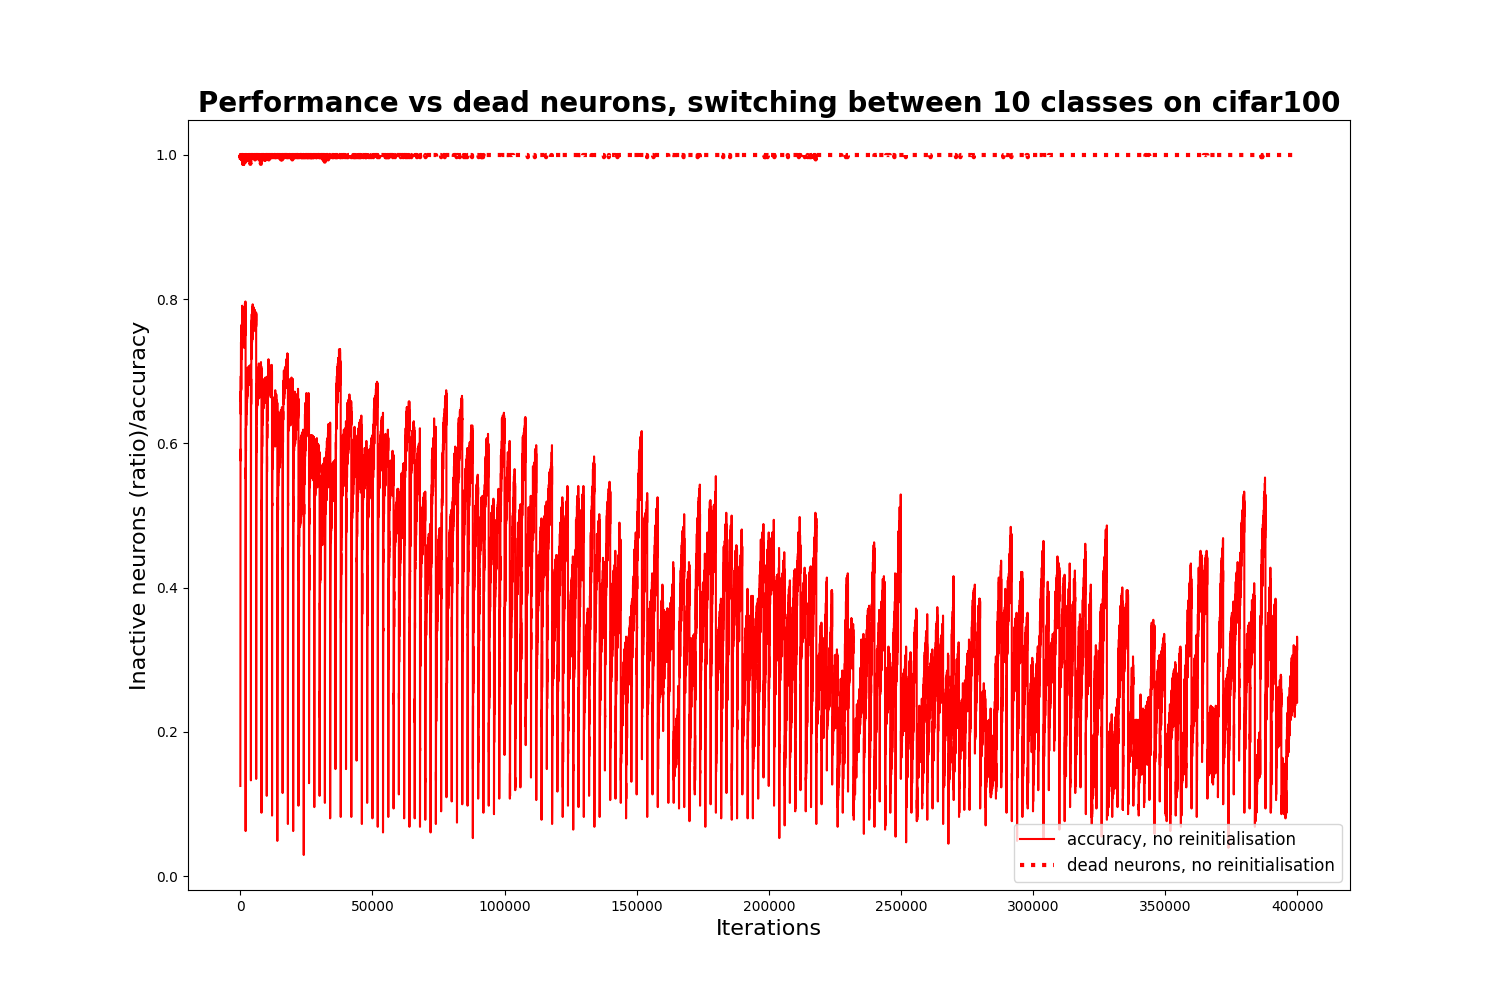 Performance vs dead neurons, switching between 10 classes on cifar100
1.0
0.8
0.6
0.4
0.2
0.0
Inactive neurons (ratio)/accuracy
accuracy, no reinitialisation
dead neurons, no reinitialisation
0 50000 100000 150000 200000 250000 300000 350000 400000
Iterations